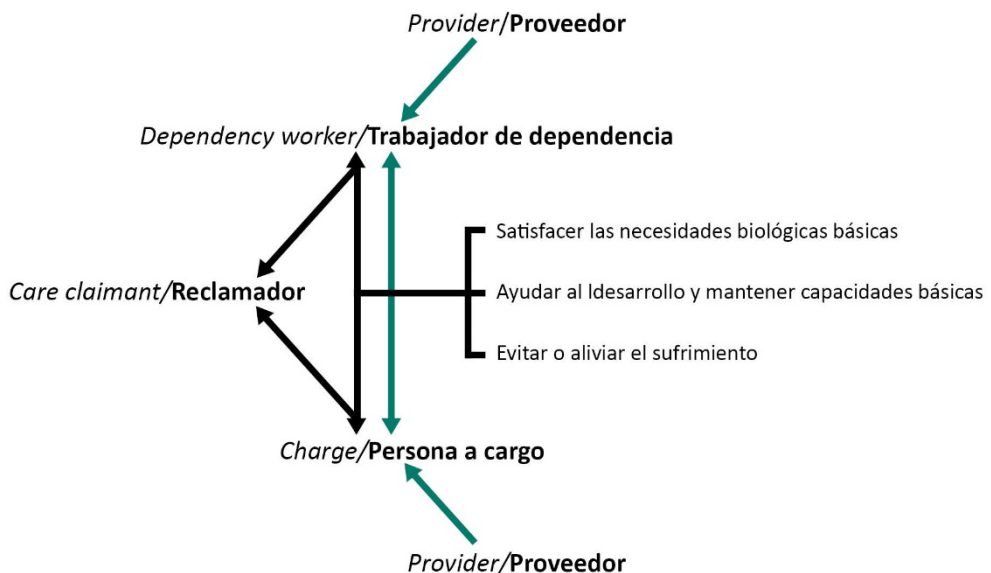 Provider/Proveedor
Dependency worker/Trabajador de dependencia
Satisfacer las necesidades biológicas básicas
Care claimant/Reclamador
Ayudar al ldesarrollo y mantener capacidades básicas
Evitar o aliviar el sufrimiento
Charge/Persona a cargo
Provider/Proveedor